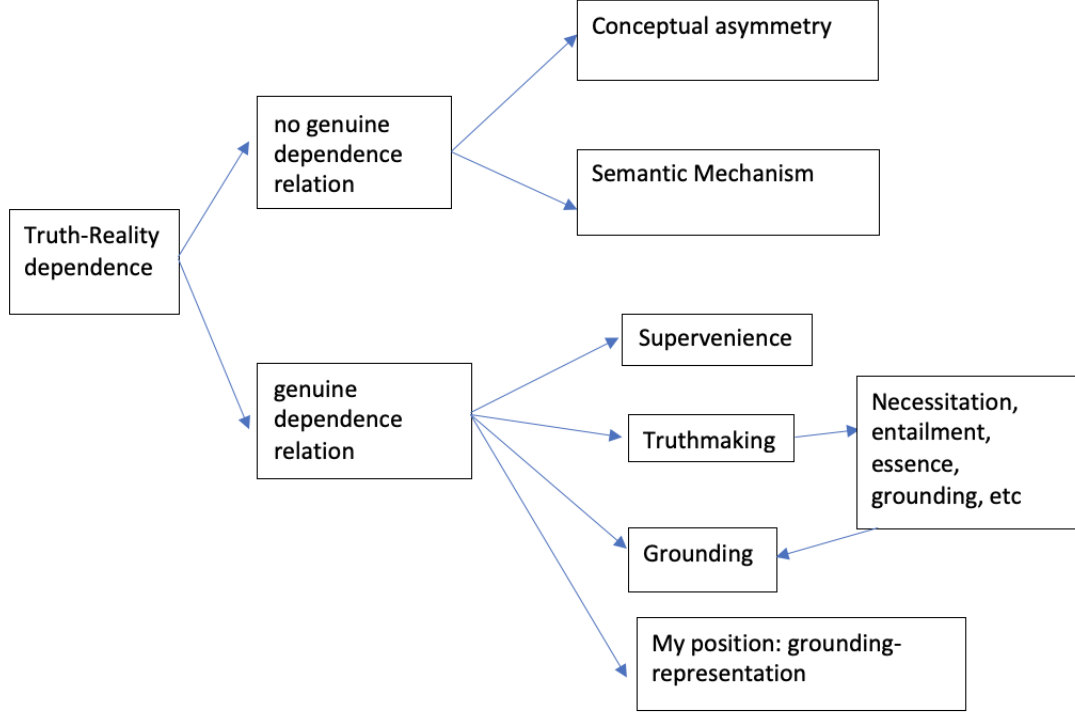 Conceptual asymmetry
no genuine
dependence
relation
Semantic Mechanism
Truth-Reality
dependence
Supervenience
genuine
dependence
relation
Truthmaking
Necessitation,
entailment,
essence,
grounding, etc
Grounding
My position: grounding-
representation